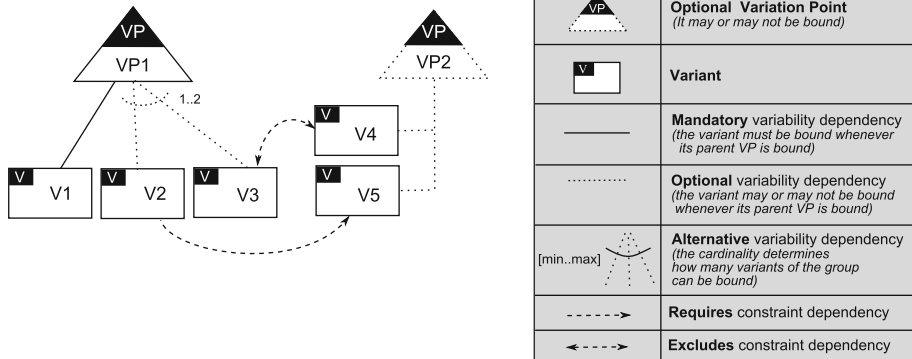 VP
VP1
1..2
VP
VP2
V
V4
V
V5
V
V1
V
V2
V
V3
VP
Optional Variation Point
(It may or may not be bound)
V
Variant
Mandatory variability dependency
(the variant must be bound whenever
its parent VP is bound)
Optional variability dependency
(the variant may or may not be bound
whenever its parent VP is bound)
[min..max]
Alternative variability dependency
(the cardinality determines
how many variants of the group
can be bound)
Requires constraint dependency
Excludes constraint dependency